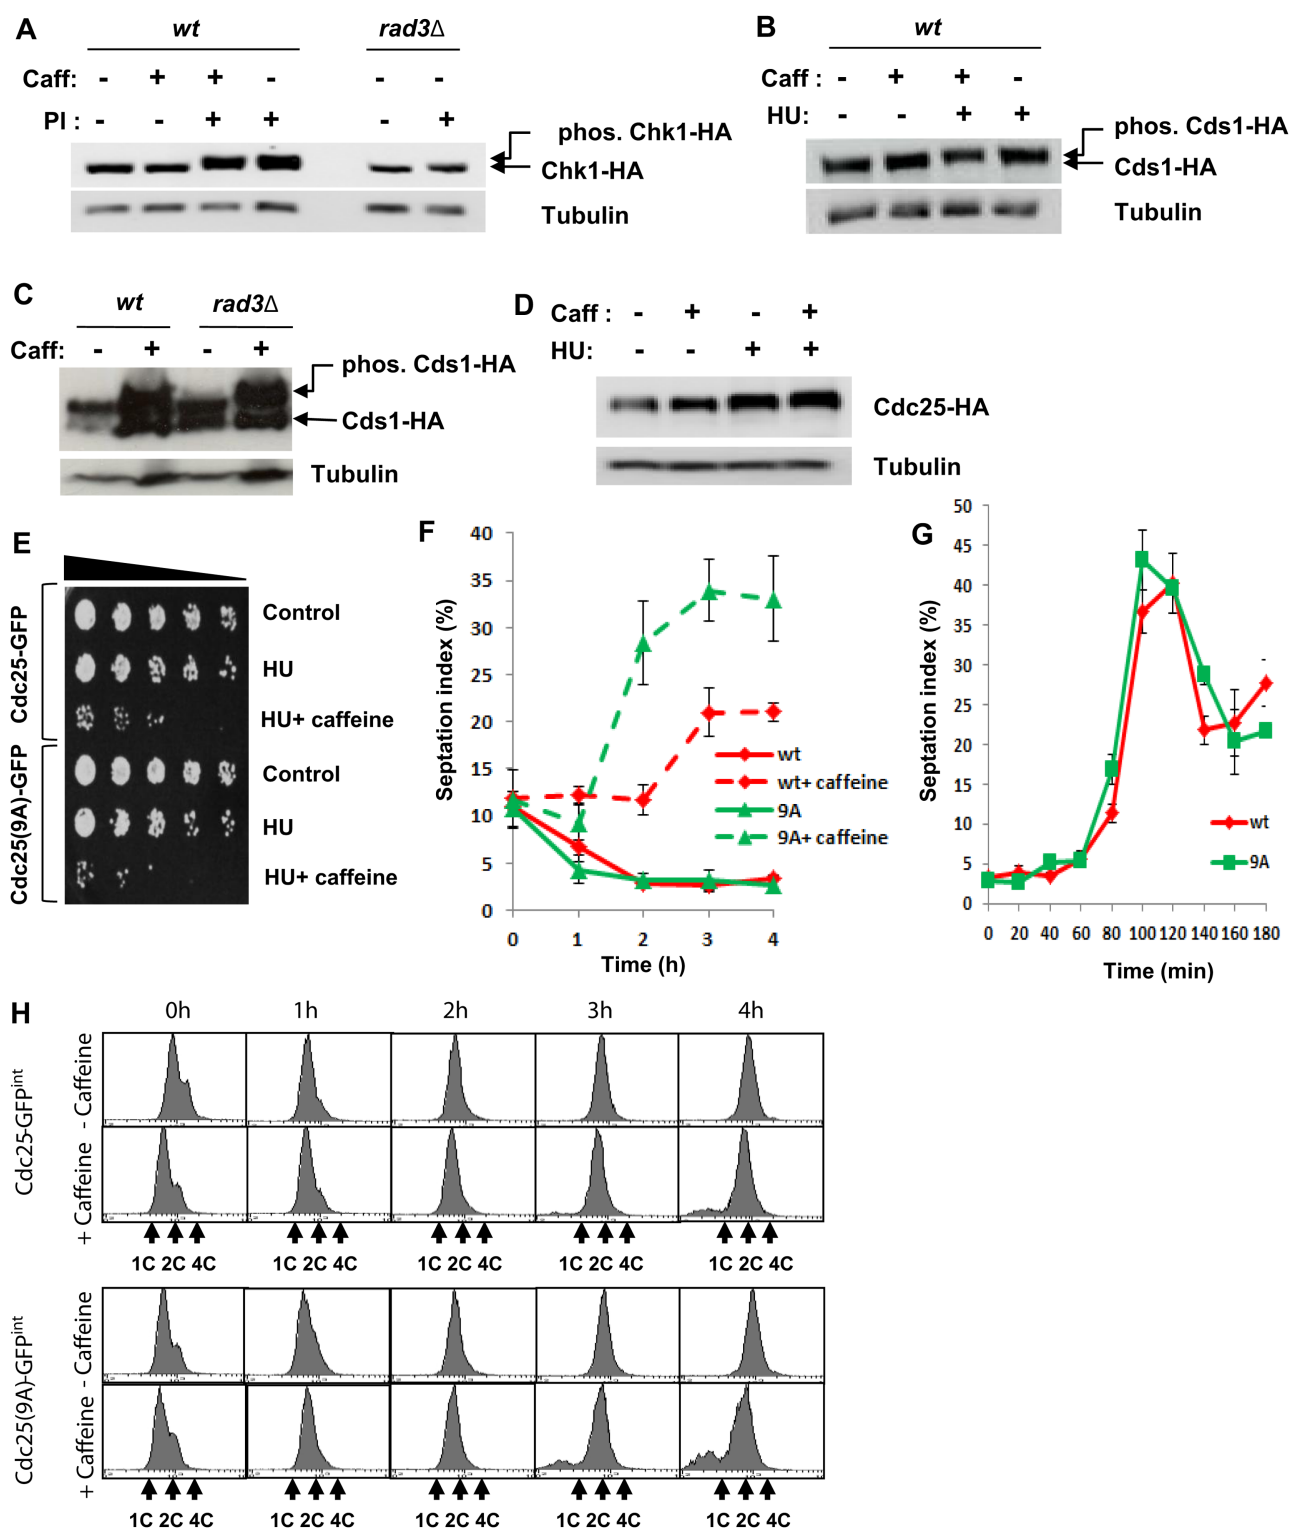 A
wt
rad3Δ
Caff: - + + - - -
PI : - - + + - +
phos. Chk1-HA
Chk1-HA
Tubulin
B
wt
Caff : - + + -
HU: - - + +
phos. Cds1-HA
Cds1-HA
Tubulin
C
wt
rad3Δ
Caff: - + - +
phos. Cds1-HA
Cds1-HA
Tubulin
D
Caff : - + - +
HU: - - + +
Cdc25-HA
Tubulin
E
Cdc25-GFP
Control
HU
HU+ caffeine
Cdc25(9A)-GFP
Control
HU
HU+ caffeine
F
Septation index (%)
40
35
30
25
20
15
10
5
0
0 1 2 3 4
Time (h)
wt
wt+ caffeine
9A
9A+ caffeine
G
Septation index (%)
50
45
40
35
30
25
20
15
10
5
0
0 20 40 60 80 100 120 140 160 180
Time (min)
wt
9A
H
0h 1h 2h 3h 4h
Cdc25-GFPint
- Caffeine
+ Caffeine
1C 2C 4C 1C 2C 4C 1C 2C 4C 1C 2C 4C 1C 2C 4C
Cdc25(9A)-GFPint
- Caffeine
+ Caffeine
1C 2C 4C 1C 2C 4C 1C 2C 4C 1C 2C 4C 1C 2C 4C